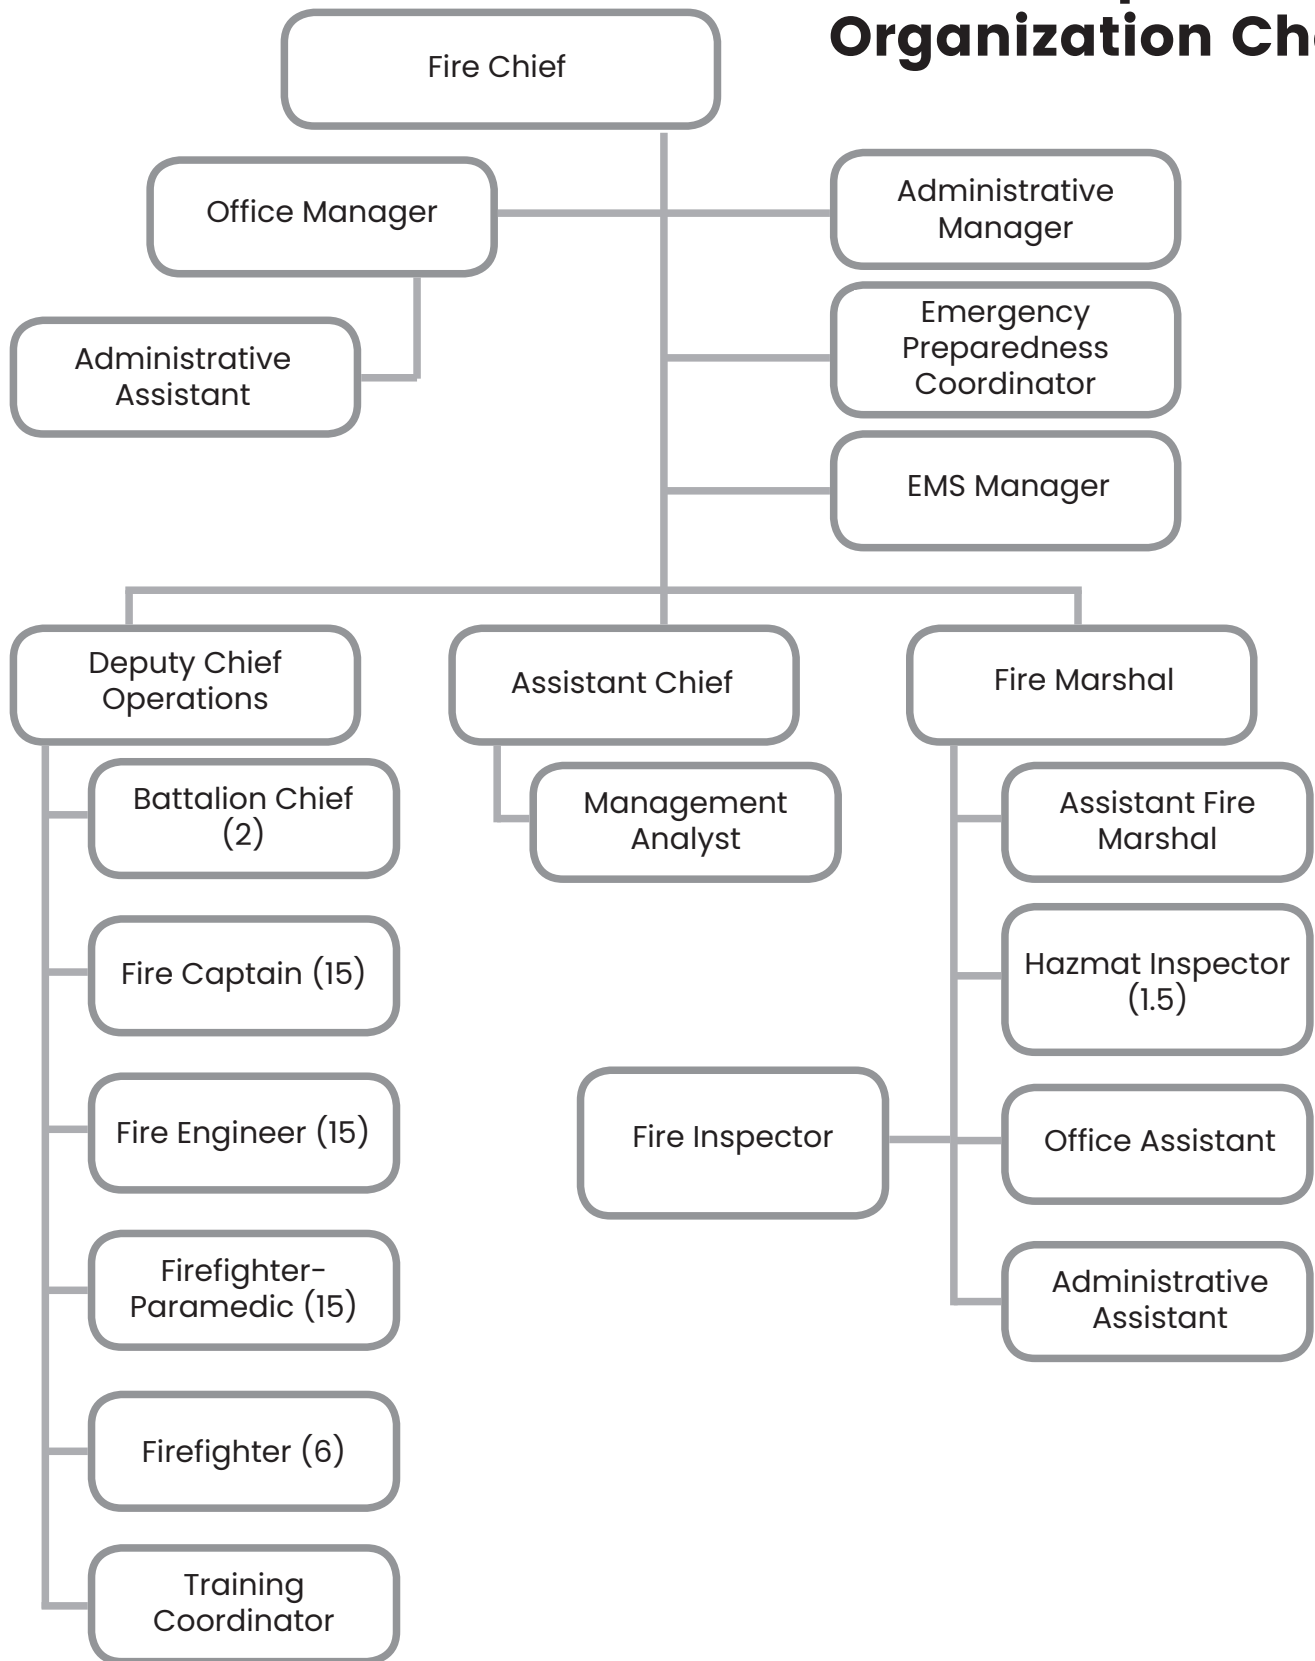 Organization
Fire Chief
Office Manager
Administrative
Manager
Administrative
Assistant
Emergency
Preparedness
Coordinator
EMS Manager
Deputy Chief
Operations
Battalion Chief
(2)
Fire Captain (15)
Fire Engineer (15)
Firefighter-
Paramedic (15)
Firefighter (6)
Training
Coordinator
Assistant Chief
Management
Analyst
Fire Marshal
Assistant Fire
Marshal
Hazmat Inspector
(1.5)
Fire Inspector
Office Assistant
Administrative
Assistant